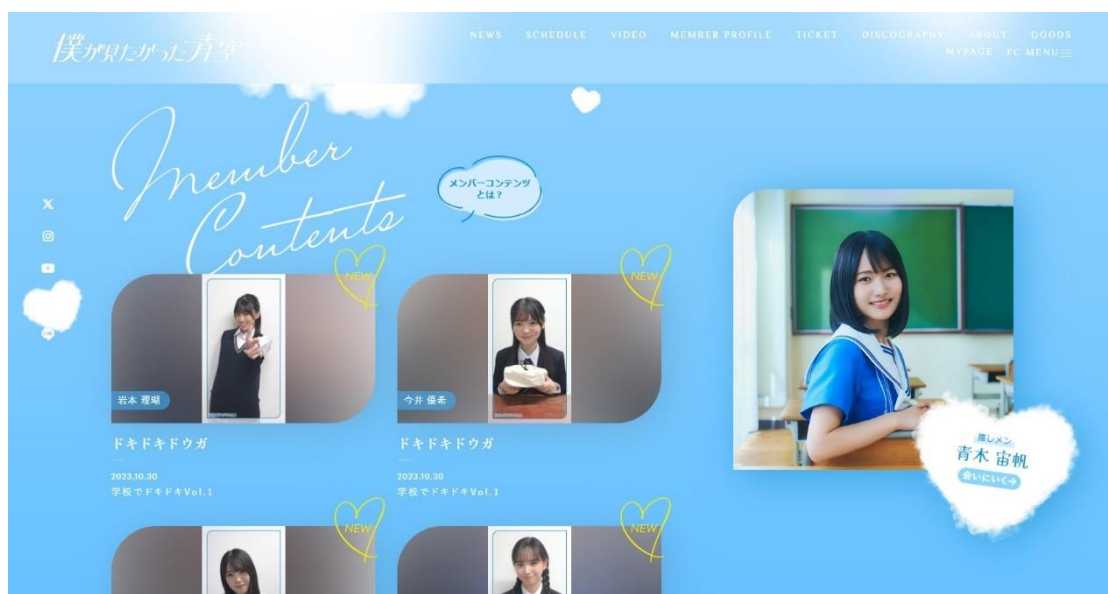 僕が見たかった青空
NEWS SCHEDULE VIDEO MEMBER PROFILE TICKET DISCOGRAPHY ABOUT GOODS
MYPAGE FC MENU
Member
Contents
メンバーコンテンツ
とは？
NEW
岩本 理瑚
ドキドキドウガ
2023.10.30
学校でドキドキVol.1
NEW
今井 優希
ドキドキドウガ
2023.10.30
学校でドキドキVol.1
NEW
NEW
推しメン
青木 宙帆
会いにいく→